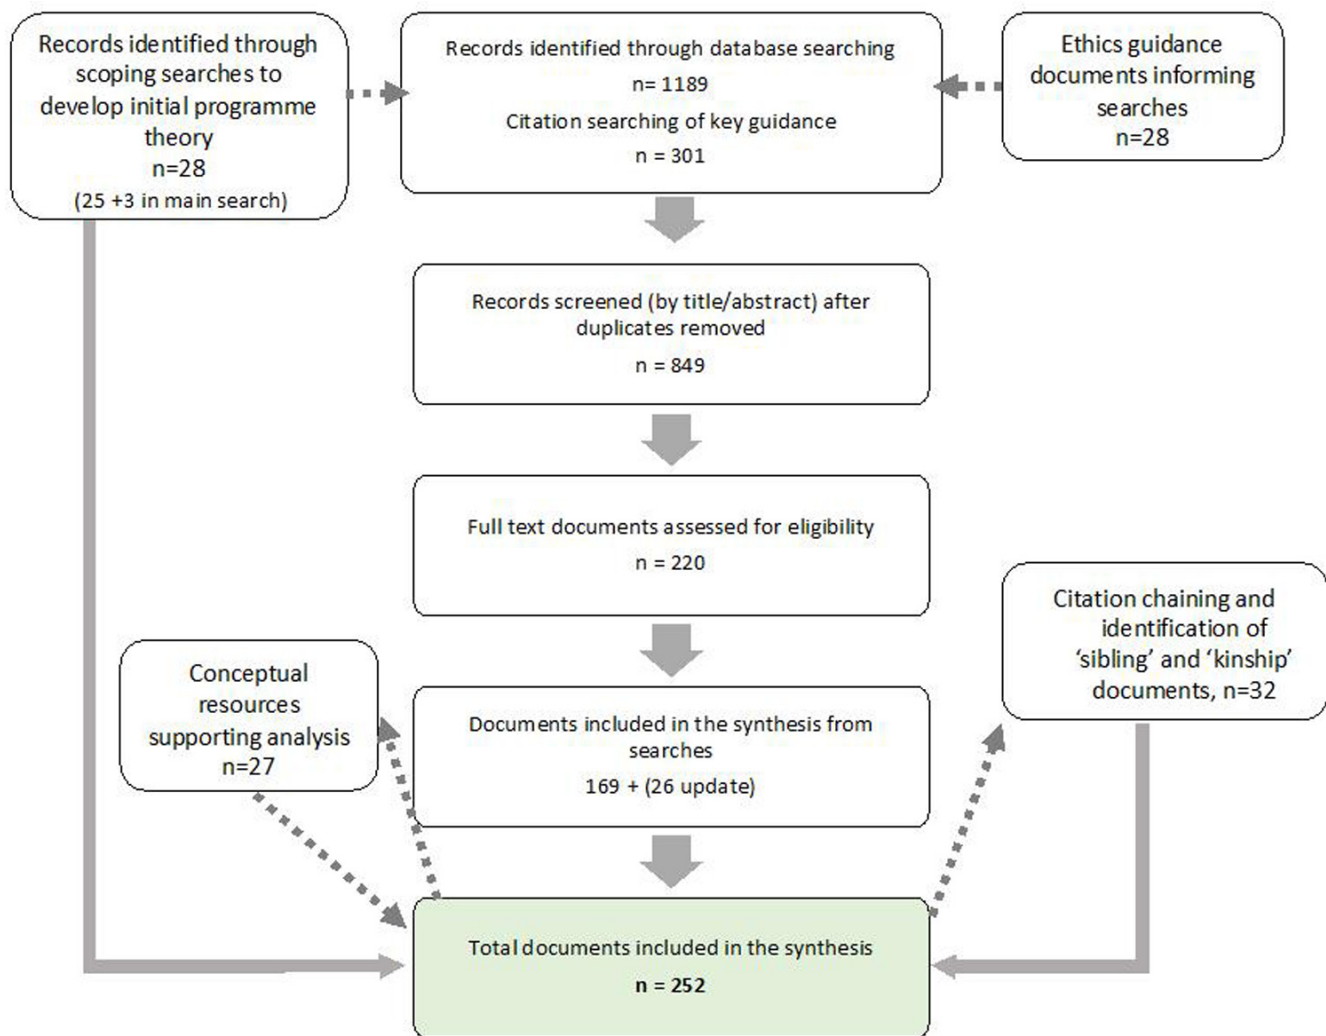 Records identified through
scoping searches to
develop initial programme
theory
n=28
(25 +3 in main search)
Records identified through database searching
n= 1189
Citation searching of key guidance
n = 301
Ethics guidance
documents informing
searches
n=28
Records screened (by title/abstract) after
duplicates removed
n = 849
Full text documents assessed for eligibility
n = 220
Citation chaining and
identification of
‘sibling’ and ‘kinship’
documents, n=32
Conceptual
resources
supporting analysis
n=27
Documents included in the synthesis from
searches
169 + (26 update)
Total documents included in the synthesis
n = 252